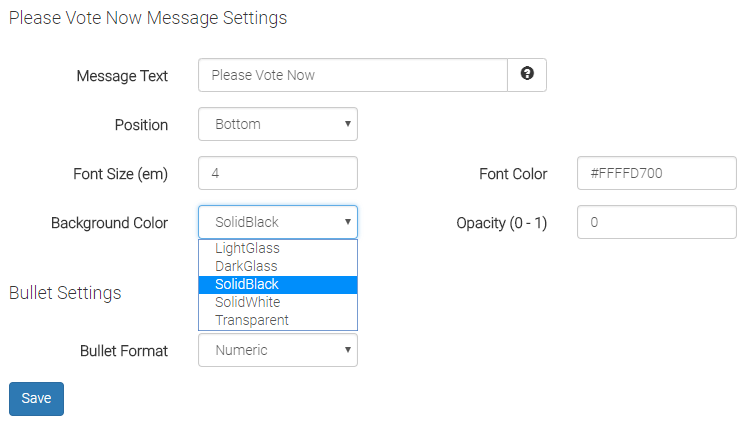 Please Vote Now Message Settings
Message Text Please Vote Now ?
Position Bottom
Font Size (em) 4 Font Color #FFFFD700
Background Color SolidBlack Opacity (0 - 1) 0
LightGlass
DarkGlass
SolidBlack
SolidWhite
Transparent
Bullet Settings
Bullet Format Numeric
Save